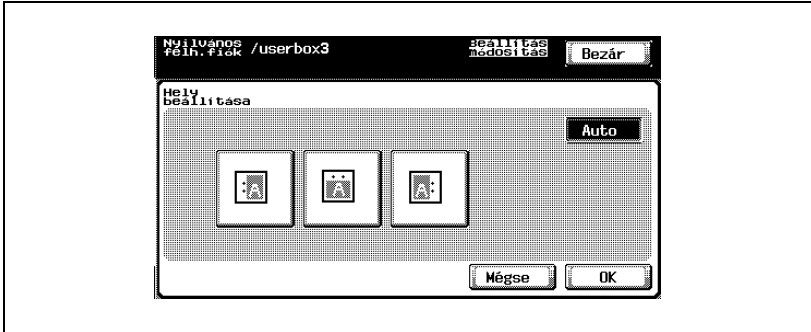 Nyilvános
félh.fiók /userbox3
Beállítás
módosítás
Bezár
Hely
beállítása
Auto
:A
A
A:
Mégse
OK